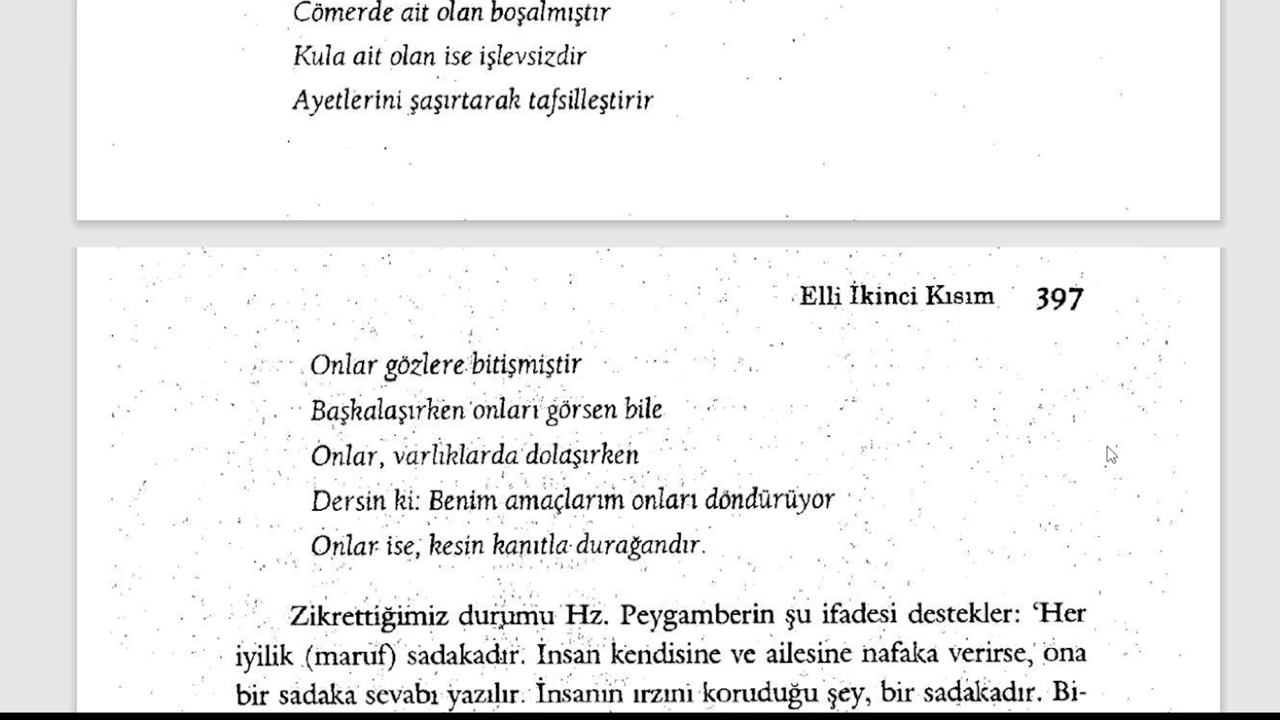 Cömerde ait olan boşalmıştır
Kula ait olan ise işlevsizdir
Ayetlerini şaşırtarak tafsilleştirir
Elli İkinci Kısım 397
Onlar gözlere bitişmiştir
Başkalaşırken onları görsen bile
Onlar, varlıklarda dolaşırken
Dersin ki: Benim amaçlarım onları döndürüyor
Onlar ise, kesin kanıtla durağandır.
Zikrettiğimiz durumu Hz. Peygamberin şu ifadesi destekler: ‘Her
iyilik (maruf) sadakadır. İnsan kendisine ve ailesine nafaka verirse, ona
bir sadaka sevabı yazılır. İnsanın ırzını koruduğu şey, bir sadakadır. Bi-